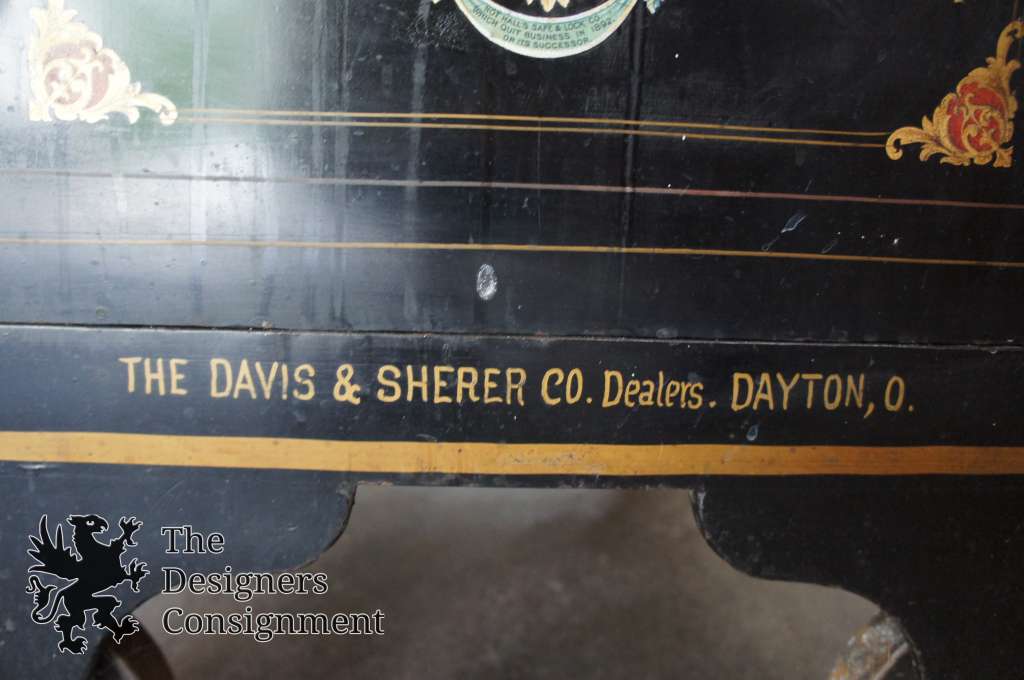 NOT HALL'S SAFE & LOCK CO.
WHICH QUIT BUSINESS IN 1892
OR ITS SUCCESSOR.
THE DAVIS & SHERER CO. Dealers. DAYTON, O.
The
Designers
Consignment